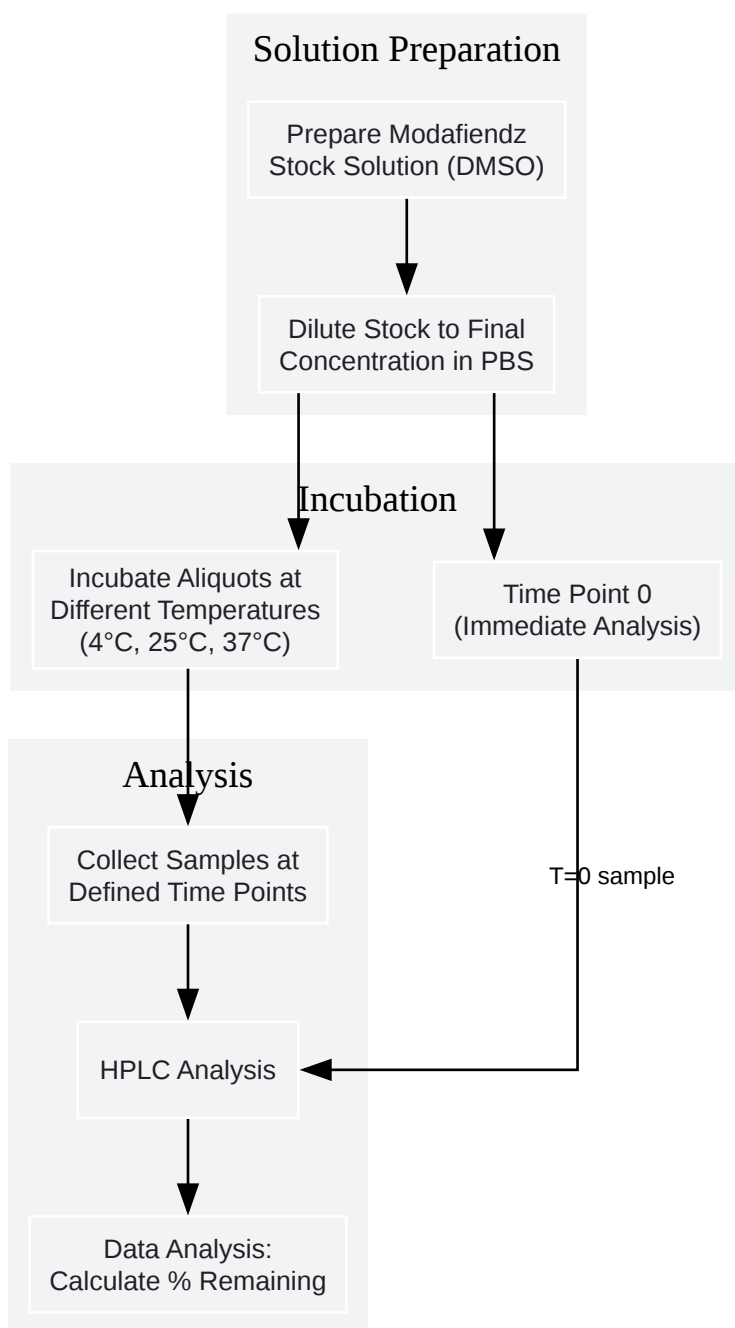 Solution Preparation
Prepare Modafiendz
Stock Solution (DMSO)
Dilute Stock to Final
Concentration in PBS
Incubation
Incubate Aliquots at
Different Temperatures
(4°C, 25°C, 37°C)
Time Point 0
(Immediate Analysis)
Analysis
Collect Samples at
Defined Time Points
T=0 sample
HPLC Analysis
Data Analysis:
Calculate % Remaining